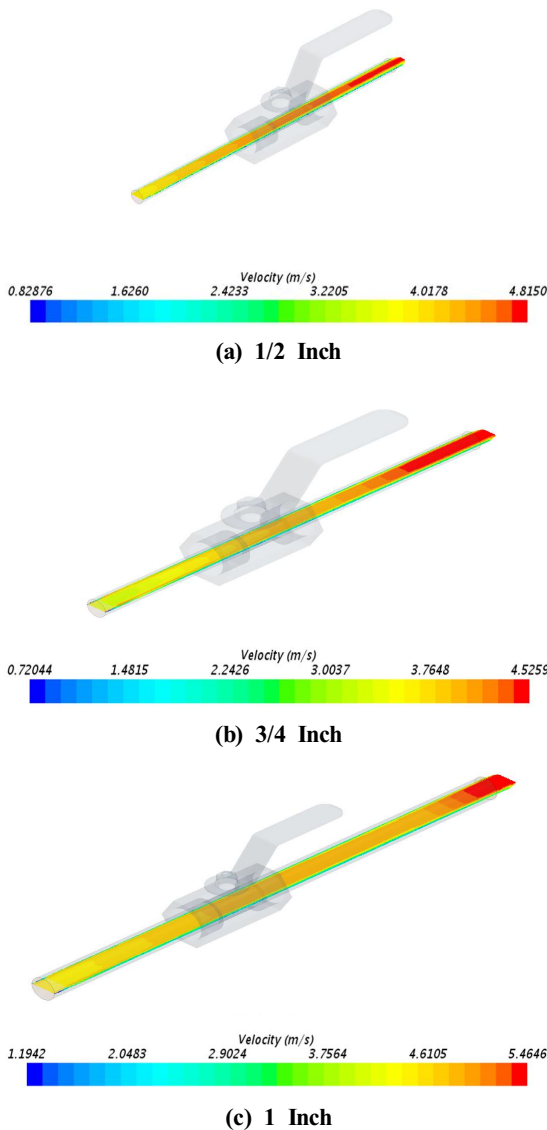 Velocity (m/s)
0.82876 1.6260 2.4233 3.2205 4.0178 4.8150
(a) 1/2 Inch
Velocity (m/s)
0.72044 1.4815 2.2426 3.0037 3.7648 4.5259
(b) 3/4 Inch
Velocity (m/s)
1.1942 2.0483 2.9024 3.7564 4.6105 5.4646
(c) 1 Inch